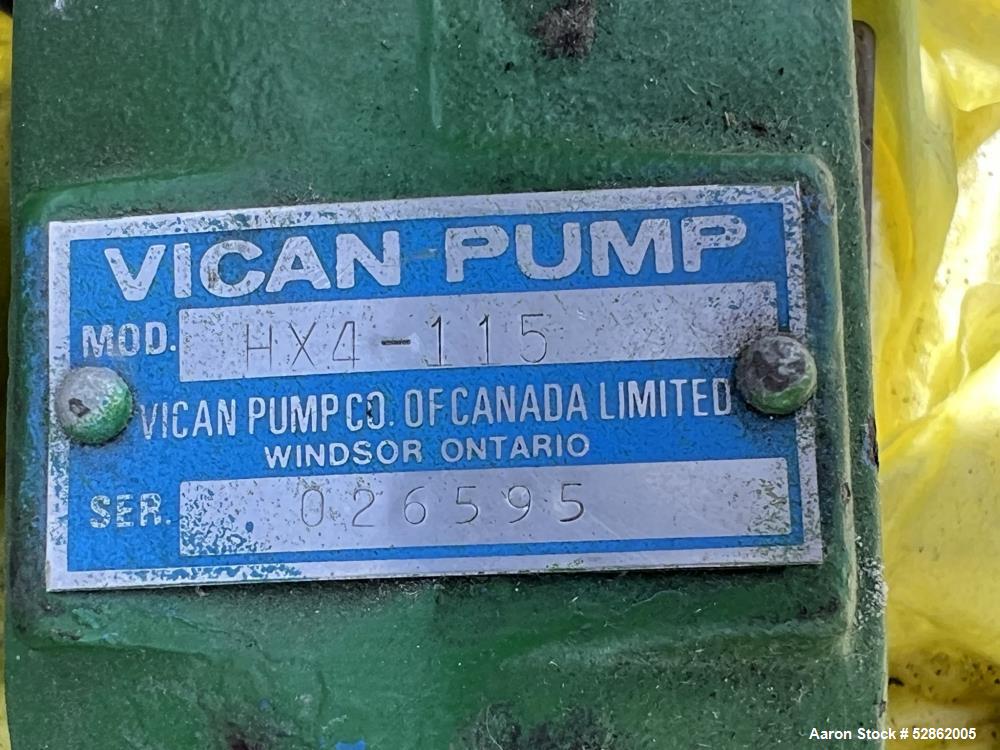 VICAN PUMP
MOD. HX4-115
VICAN PUMP CO. OF CANADA LIMITED
WINDSOR ONTARIO
SER. 026595
Aaron Stock # 52862005